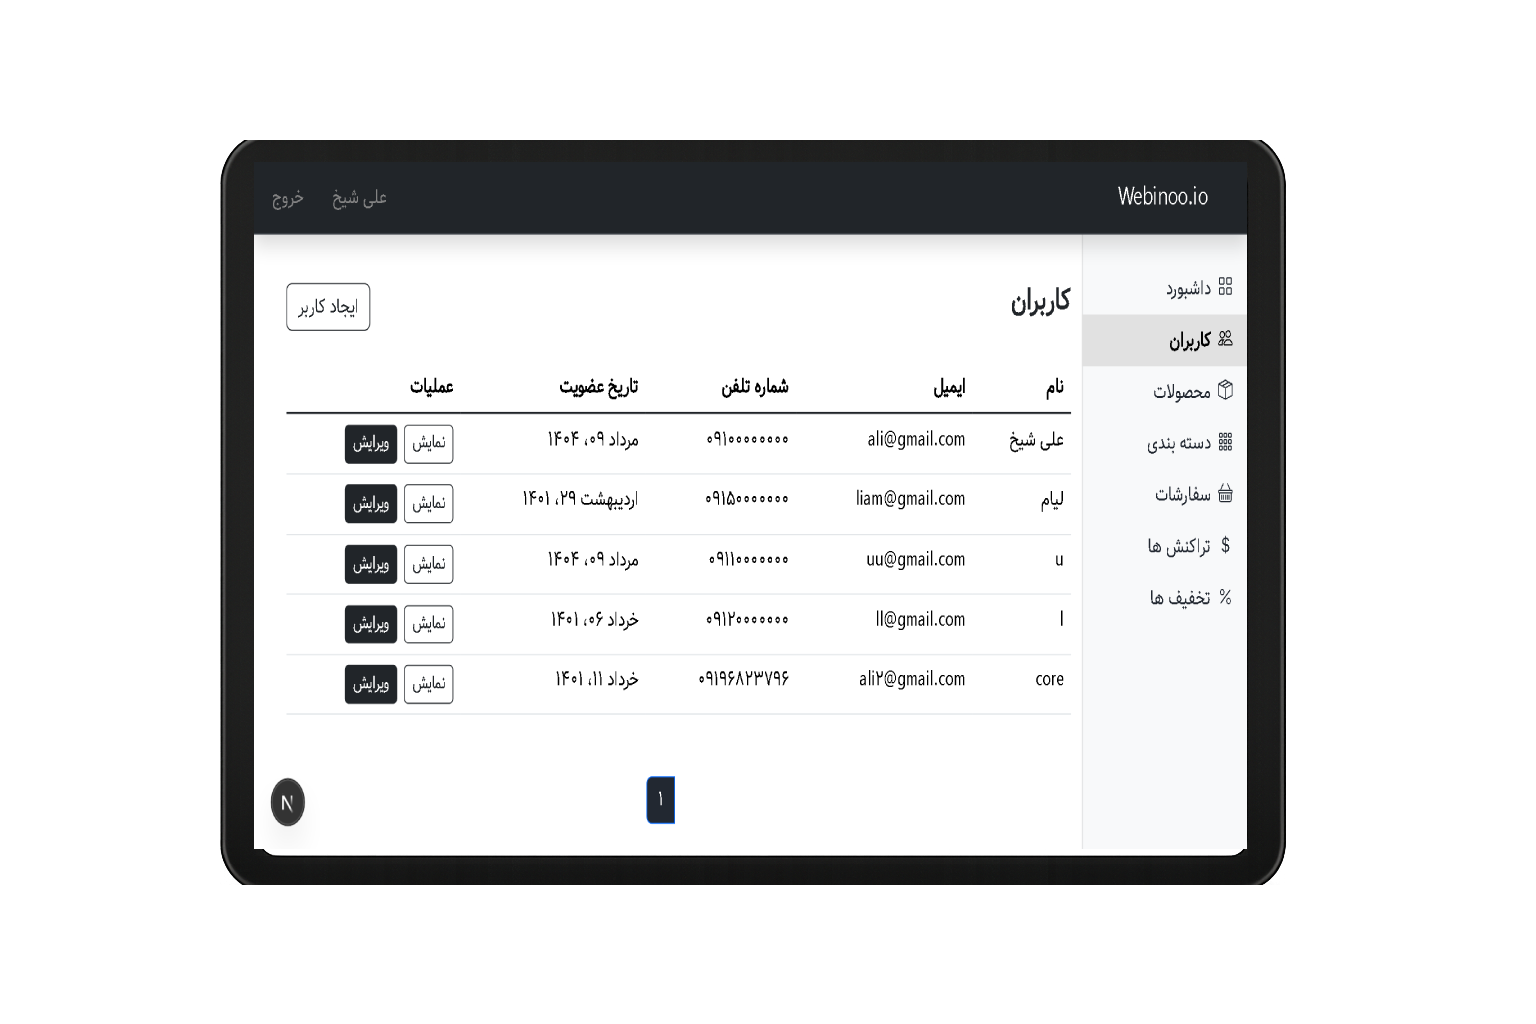 Webinoo.io علی شیخ خروج
داشبورد
کاربران
محصولات
دسته بندی
سفارشات
$ تراکنش ها
% تخفیف ها
کاربران ایجاد کاربر
نام ایمیل شماره تلفن تاریخ عضویت عملیات
علی شیخ ali@gmail.com ۰۹۱۰۰۰۰۰۰۰۰ مرداد ۰۹، ۱۴۰۴ نمایش ویرایش
لیام liam@gmail.com ۰۹۱۵۰۰۰۰۰۰۰ اردیبهشت ۲۹، ۱۴۰۱ نمایش ویرایش
u uu@gmail.com ۰۹۱۱۰۰۰۰۰۰۰ مرداد ۰۹، ۱۴۰۴ نمایش ویرایش
l ll@gmail.com ۰۹۱۲۰۰۰۰۰۰۰ خرداد ۰۶، ۱۴۰۱ نمایش ویرایش
core ali۲@gmail.com ۰۹۱۹۶۸۲۳۷۹۶ خرداد ۱۱، ۱۴۰۱ نمایش ویرایش
۱
N